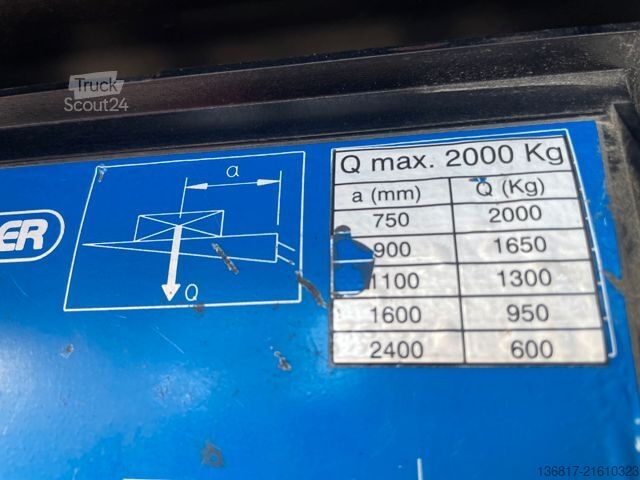 Truck
Scout24
a
Q
ER
Q max. 2000 Kg
a (mm) Q (Kg)
750 2000
900 1650
1100 1300
1600 950
2400 600
136817-21610323